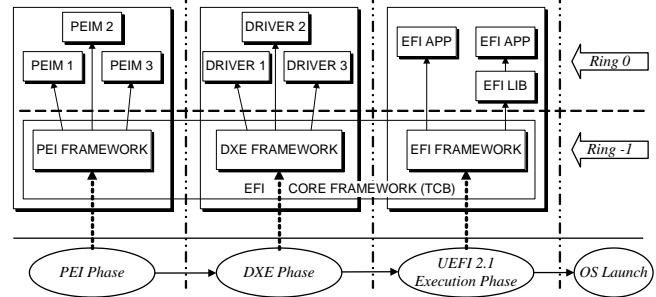 PEIM 2
PEIM 1
PEIM 3
DRIVER 2
DRIVER 1
DRIVER 3
EFI APP
EFI APP
EFI LIB
Ring 0
PEI FRAMEWORK
DXE FRAMEWORK
EFI FRAMEWORK
Ring -1
EFI CORE FRAMEWORK (TCB)
PEI Phase
DXE Phase
UEFI 2.1
Execution Phase
OS Launch